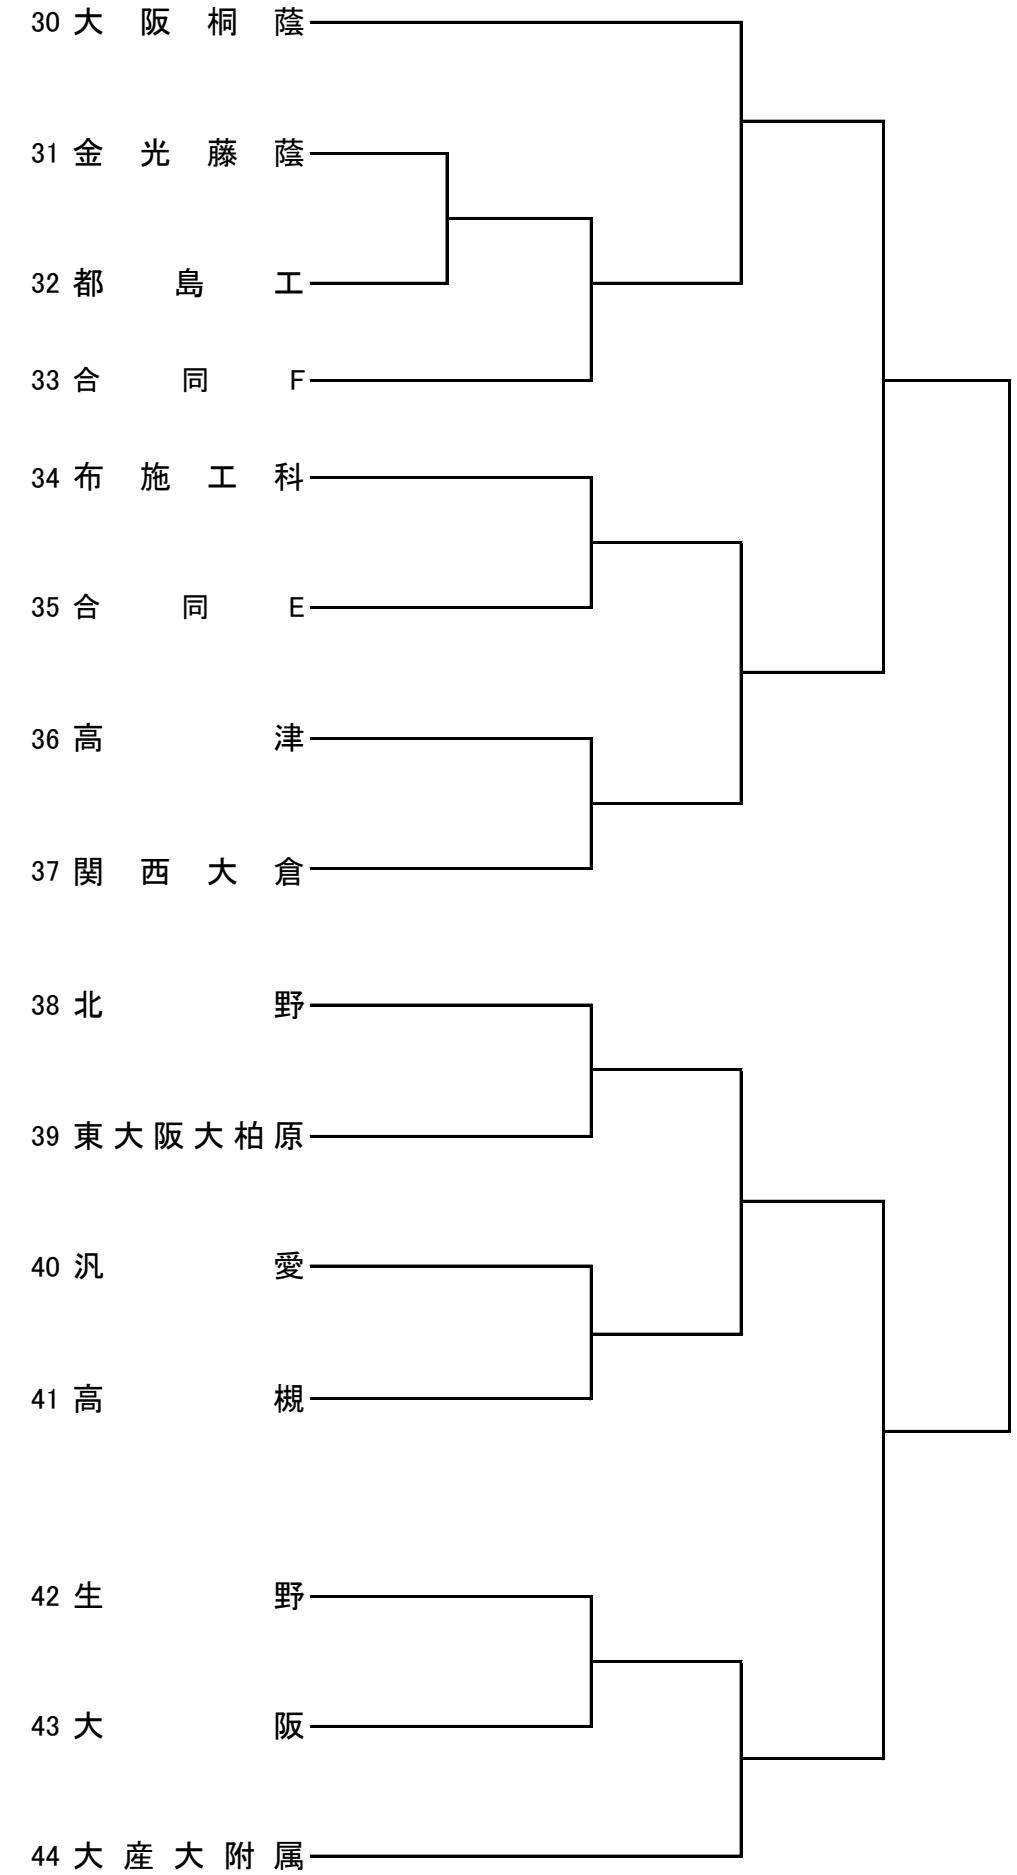 30 大阪桐蔭
31 金光藤蔭
32 都島工
33 合同F
34 布施工科
35 合同E
36 高津
37 関西大倉
38 北野
39 東大阪大柏原
40 汎愛
41 高槻
42 生野
43 大阪
44 大産大附属